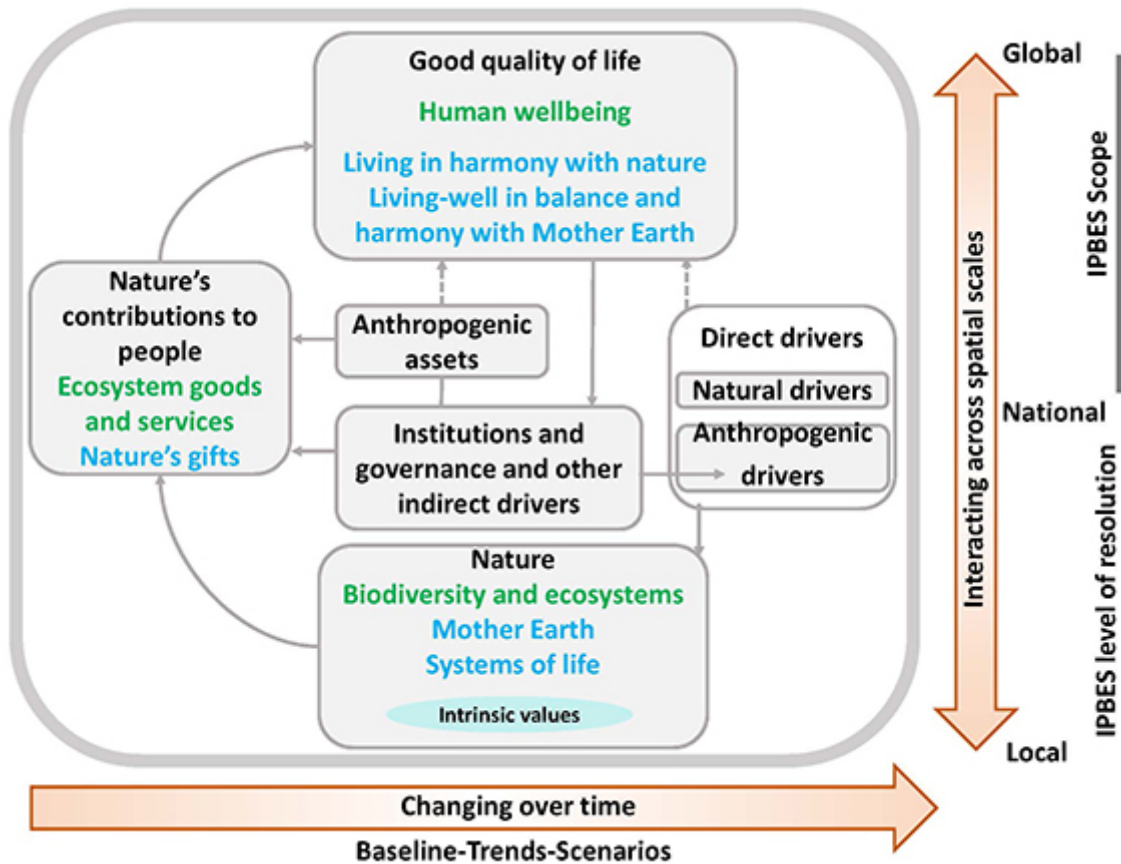 Good quality of life
Human wellbeing
Living in harmony with nature
Living-well in balance and
harmony with Mother Earth
Nature's
contributions to
people
Ecosystem goods
and services
Nature's gifts
Anthropogenic
assets
Direct drivers
Natural drivers
Anthropogenic
drivers
Institutions and
governance and other
indirect drivers
Nature
Biodiversity and ecosystems
Mother Earth
Systems of life
Intrinsic values
Global
National
Local
Interacting across spatial scales
IPBES Scope
IPBES level of resolution
Changing over time
Baseline-Trends-Scenarios